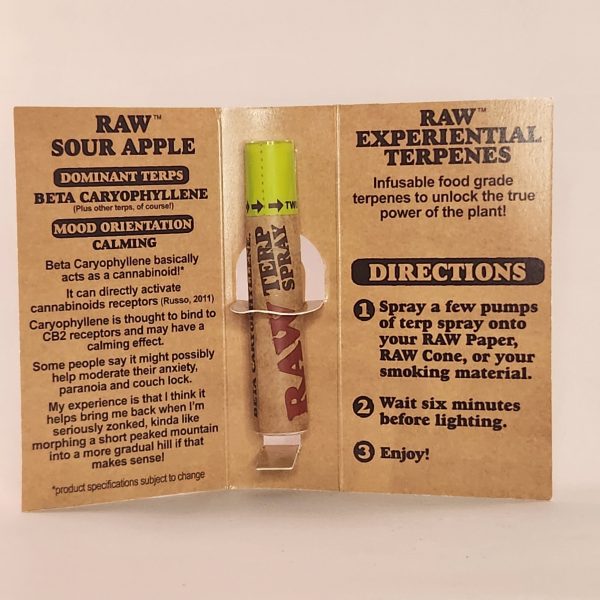 RAW™
SOUR APPLE
DOMINANT TERPS
BETA CARYOPHYLLENE
(Plus other terps, of course!)
MOOD ORIENTATION
CALMING
Beta Caryophyllene basically
acts as a cannabinoid!*
It can directly activate
cannabinoids receptors (Russo, 2011)
Caryophyllene is thought to bind to
CB2 receptors and may have a
calming effect.
Some people say it might possibly
help moderate their anxiety,
paranoia and couch lock.
My experience is that I think it
helps bring me back when I'm
seriously zonked, kinda like
morphing a short peaked mountain
into a more gradual hill if that
makes sense!
*product specifications subject to change
BETA CARYOPHYLLENE
RAW
TERP
SPRAY
RAW™
EXPERIENTIAL
TERPENES
Infusable food grade
terpenes to unlock the true
power of the plant!
DIRECTIONS
1 Spray a few pumps
of terp spray onto
your RAW Paper,
RAW Cone, or your
smoking material.
2 Wait six minutes
before lighting.
3 Enjoy!